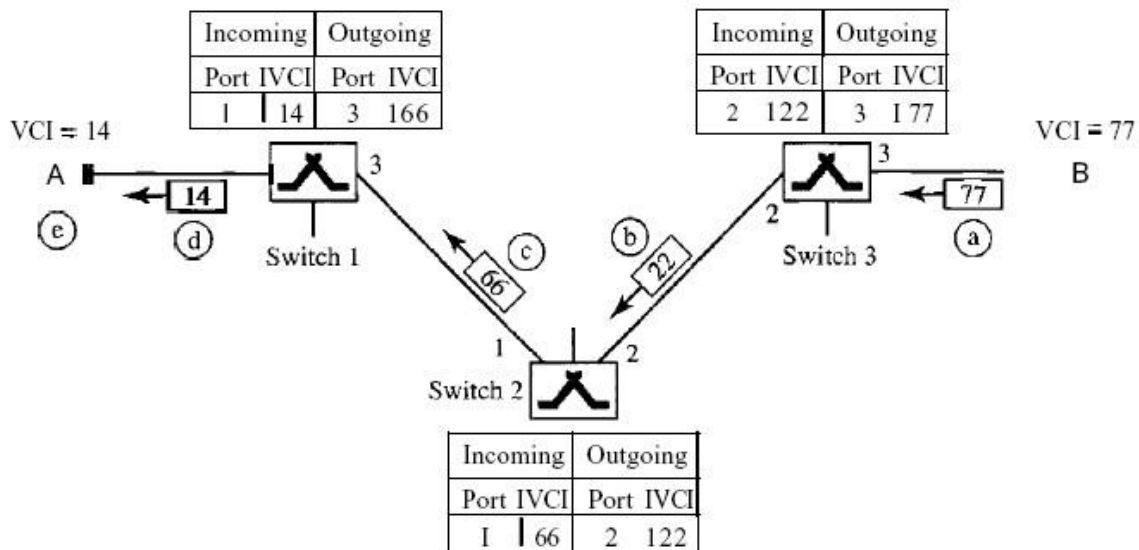 Incoming Outgoing
Port IVCI Port IVCI
1 14 3 166
Incoming Outgoing
Port IVCI Port IVCI
2 122 3 I 77
VCI = 14
VCI = 77
A
14
e
d
3
Switch 1
c
66
b
22
3
2
Switch 3
77
a
B
1
2
Switch 2
Incoming Outgoing
Port IVCI Port IVCI
I 66 2 122